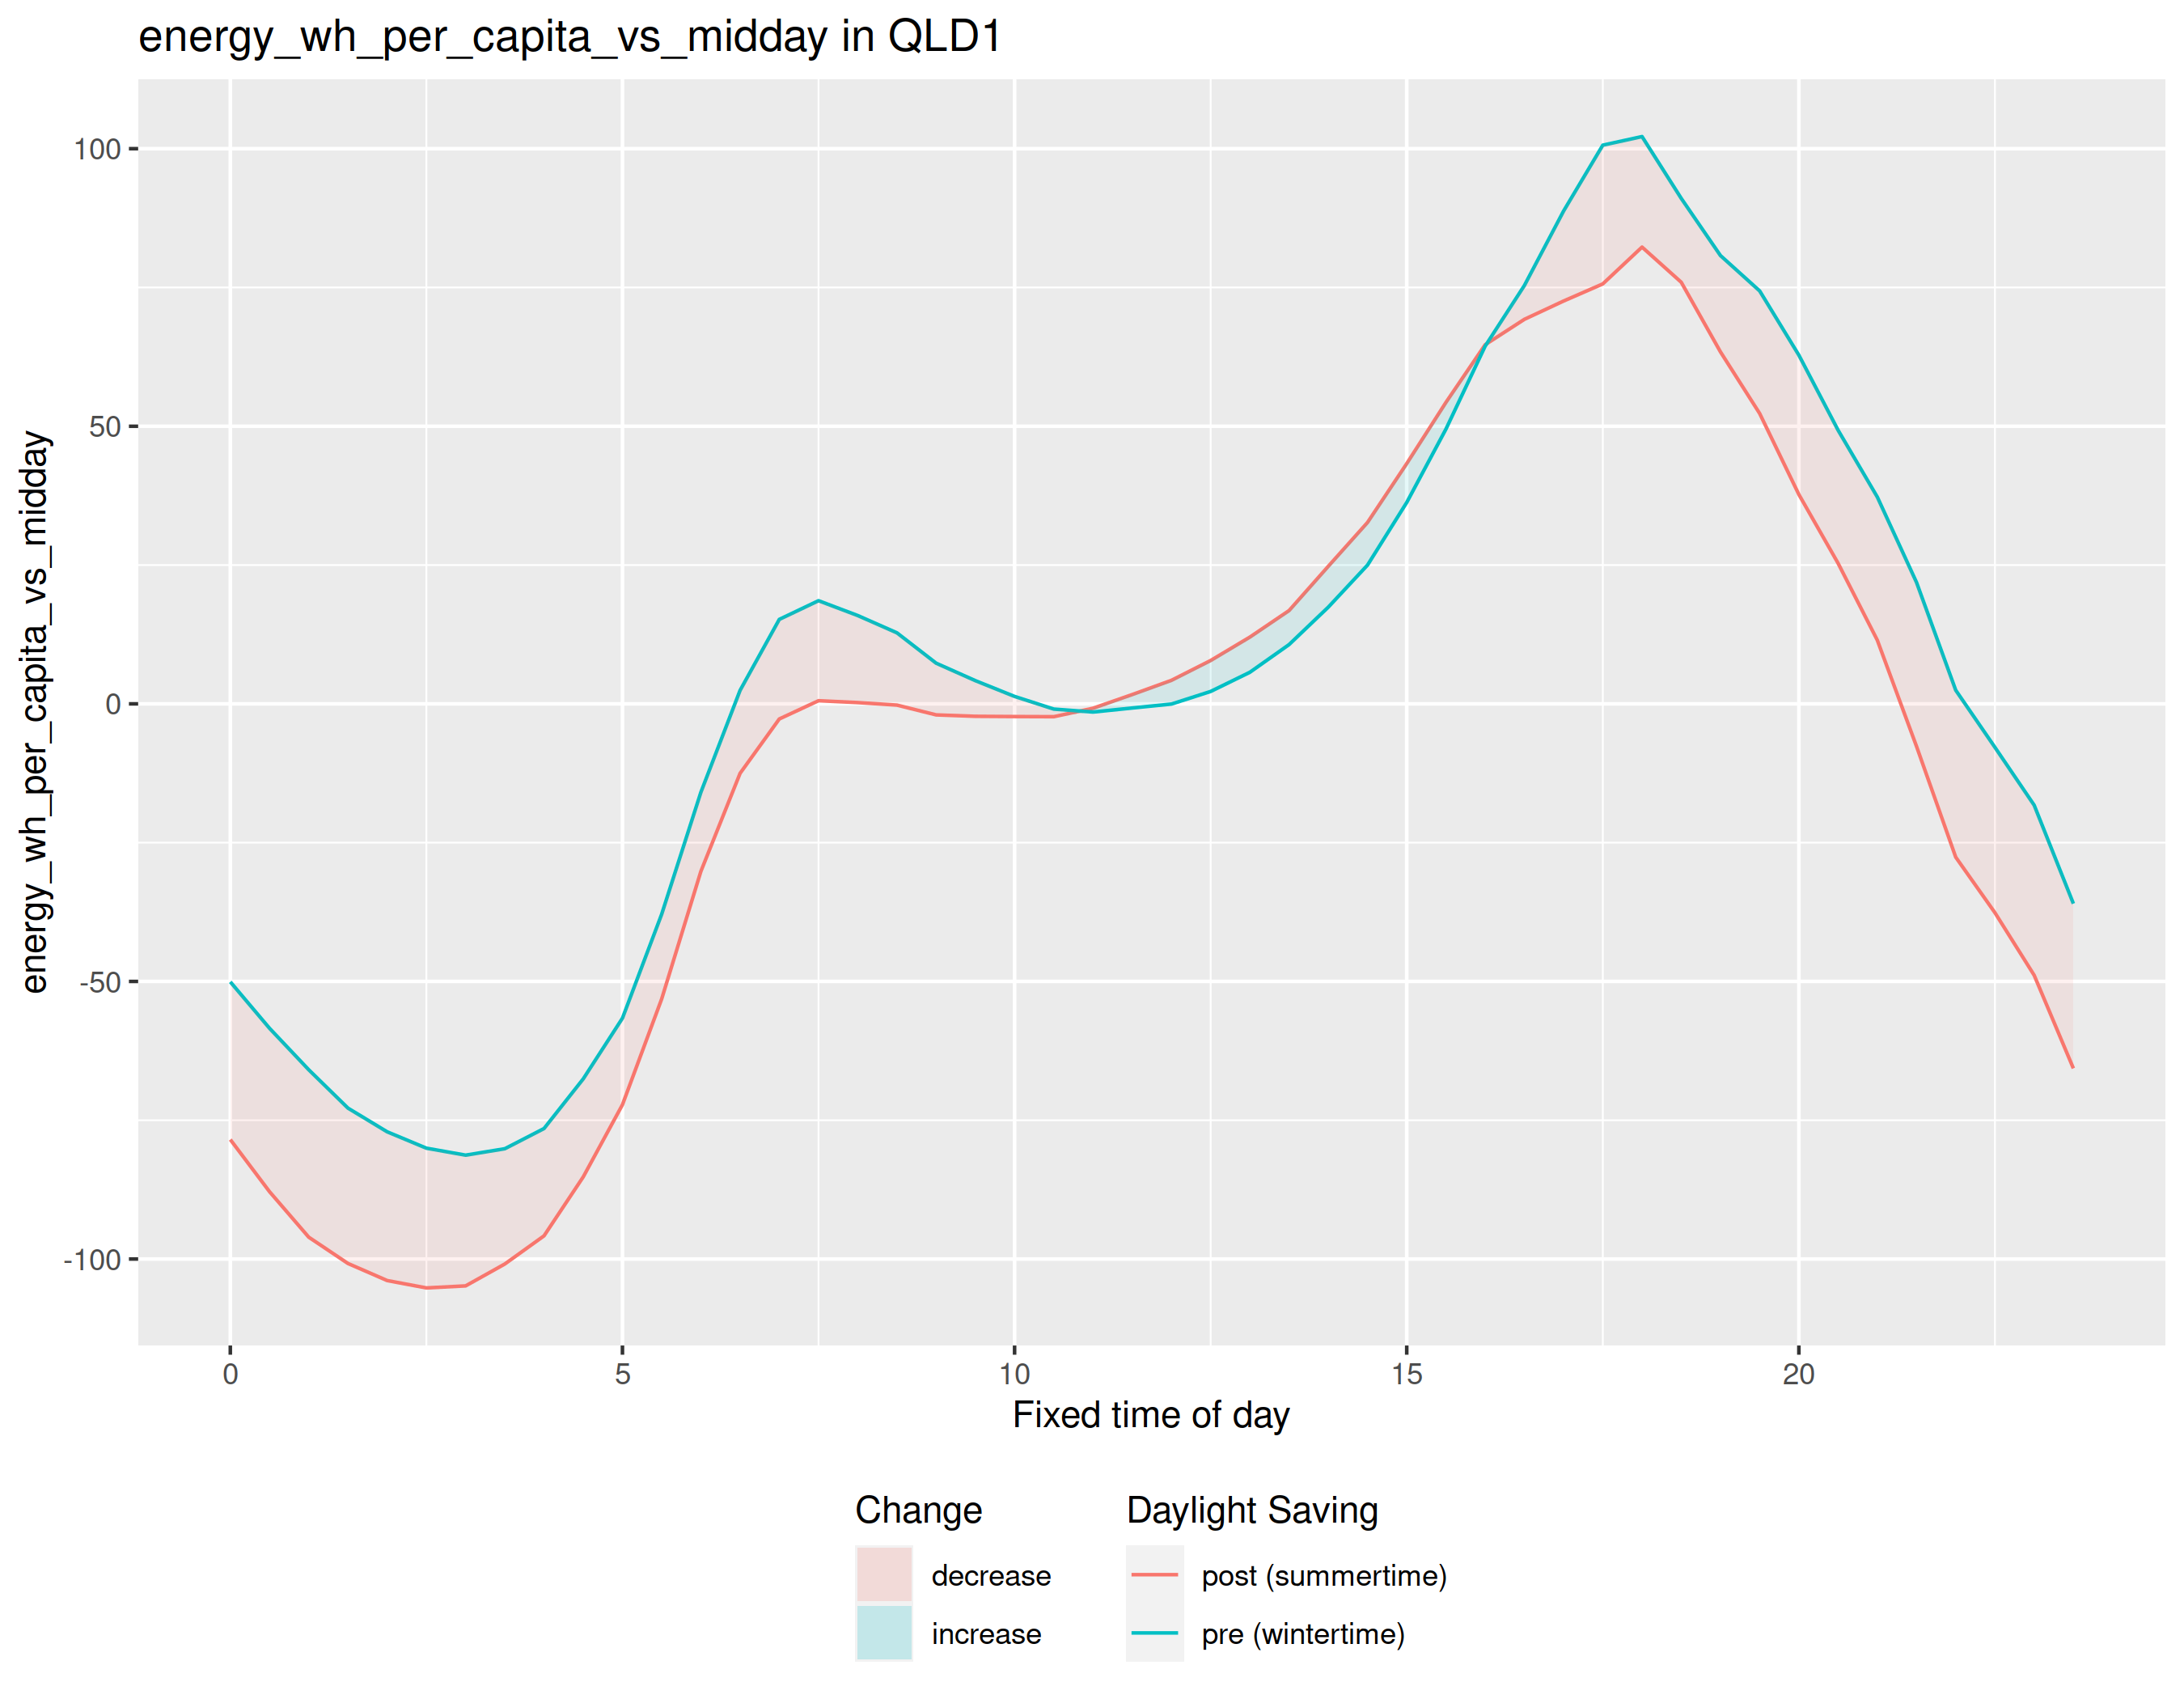 energy_wh_per_capita_vs_midday in QLD1
energy_wh_per_capita_vs_midday
100
50
0
-50
-100
0 5 10 15 20
Fixed time of day
Change
decrease
increase
Daylight Saving
post (summertime)
pre (wintertime)